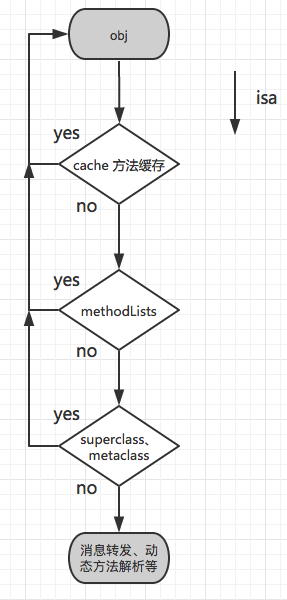 obj
isa
yes
cache 方法缓存
no
yes
methodLists
no
yes
superclass、
metaclass
no
消息转发、动
态方法解析等